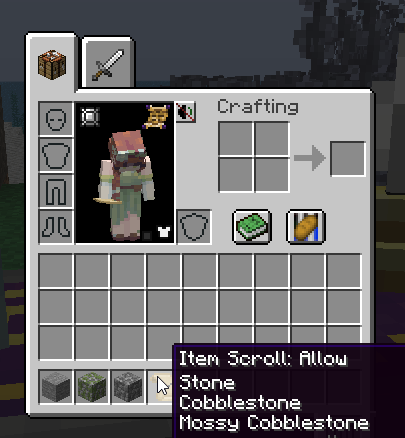 Crafting
Item Scroll: Allow
Stone
Cobblestone
Mossy Cobblestone